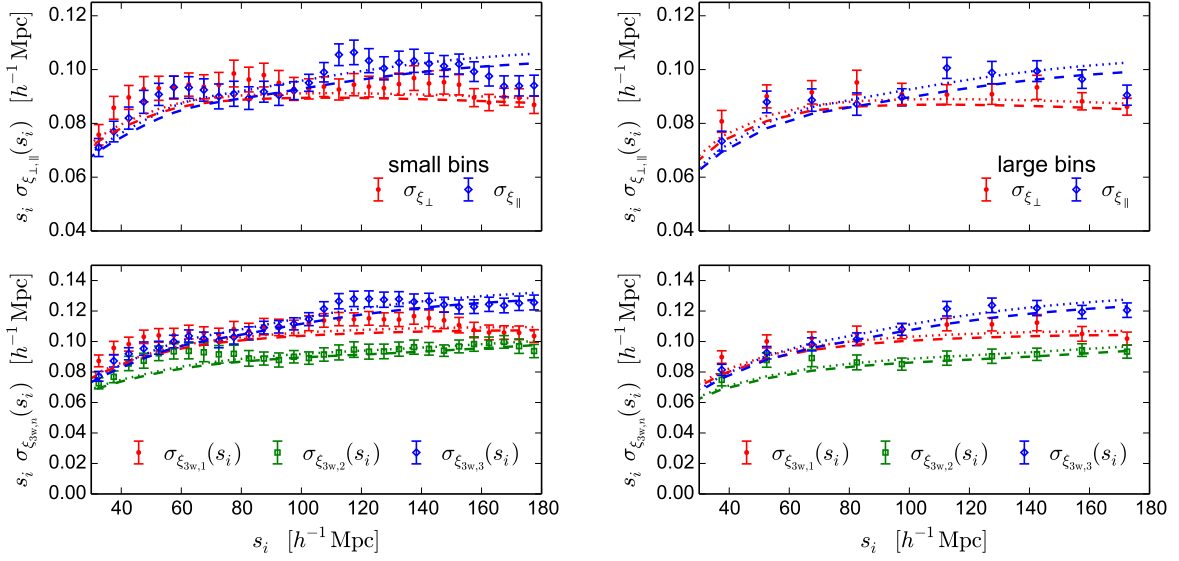 0.12
0.10
0.08
0.06
0.04
s_i σ_{ξ⊥,∥}(s_i) [h⁻¹ Mpc]
small bins
σ_{ξ⊥} σ_{ξ∥}
0.12
0.10
0.08
0.06
0.04
s_i σ_{ξ⊥,∥}(s_i) [h⁻¹ Mpc]
large bins
σ_{ξ⊥} σ_{ξ∥}
0.14
0.12
0.10
0.08
0.06
0.04
0.02
0.00
s_i σ_{ξ3w,n}(s_i) [h⁻¹ Mpc]
σ_{ξ3w,1}(s_i) σ_{ξ3w,2}(s_i) σ_{ξ3w,3}(s_i)
40 60 80 100 120 140 160 180
s_i [h⁻¹ Mpc]
0.14
0.12
0.10
0.08
0.06
0.04
0.02
0.00
s_i σ_{ξ3w,n}(s_i) [h⁻¹ Mpc]
σ_{ξ3w,1}(s_i) σ_{ξ3w,2}(s_i) σ_{ξ3w,3}(s_i)
40 60 80 100 120 140 160 180
s_i [h⁻¹ Mpc]